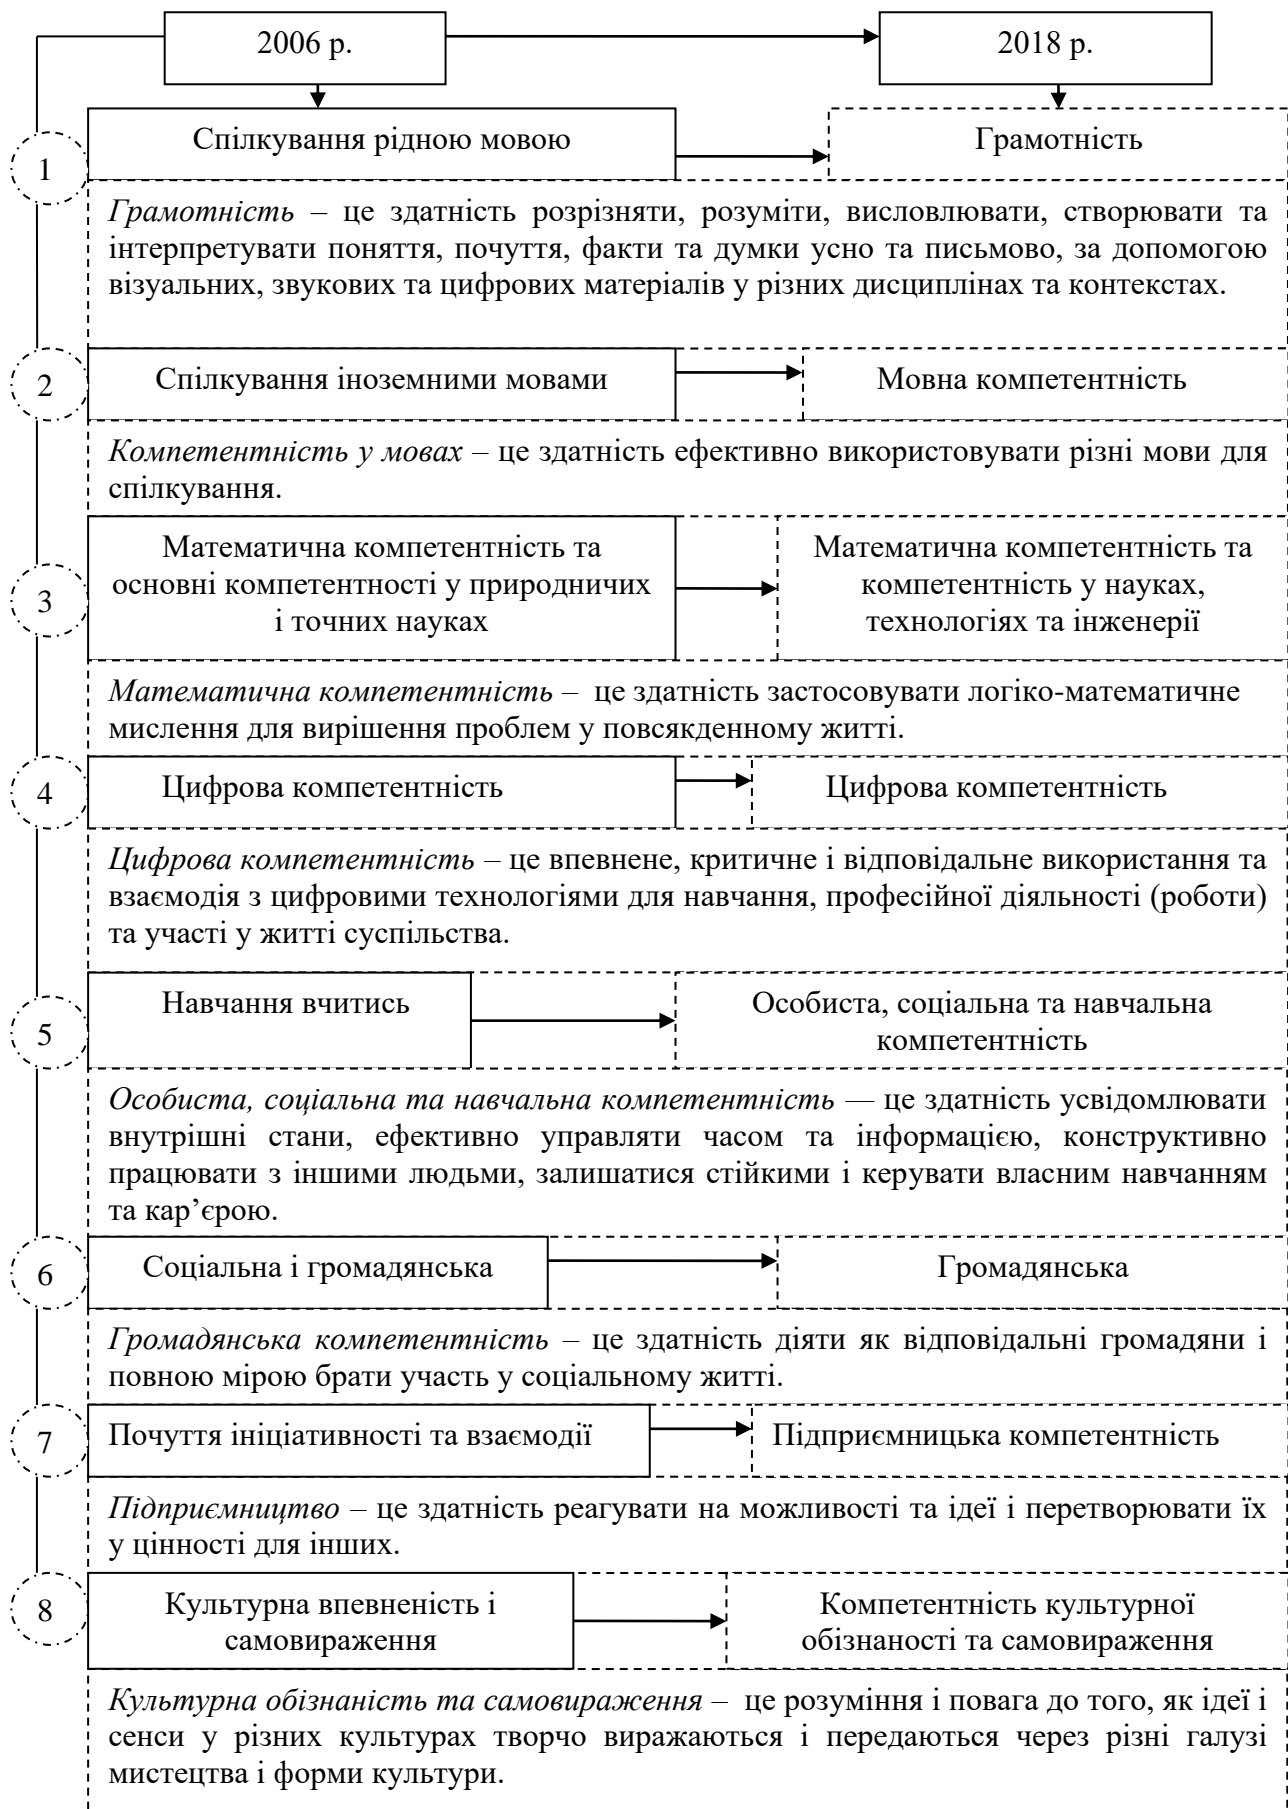 2006 р.
2018 р.
1
Спілкування рідною мовою
Грамотність
Грамотність – це здатність розрізняти, розуміти, висловлювати, створювати та
інтерпретувати поняття, почуття, факти та думки усно та письмово, за допомогою
візуальних, звукових та цифрових матеріалів у різних дисциплінах та контекстах.
2
Спілкування іноземними мовами
Мовна компетентність
Компетентність у мовах – це здатність ефективно використовувати різні мови для
спілкування.
3
Математична компетентність та
основні компетентності у природничих
і точних науках
Математична компетентність та
компетентність у науках,
технологіях та інженерії
Математична компетентність – це здатність застосовувати логіко-математичне
мислення для вирішення проблем у повсякденному житті.
4
Цифрова компетентність
Цифрова компетентність
Цифрова компетентність – це впевнене, критичне і відповідальне використання та
взаємодія з цифровими технологіями для навчання, професійної діяльності (роботи)
та участі у житті суспільства.
5
Навчання вчитись
Особиста, соціальна та навчальна
компетентність
Особиста, соціальна та навчальна компетентність — це здатність усвідомлювати
внутрішні стани, ефективно управляти часом та інформацією, конструктивно
працювати з іншими людьми, залишатися стійкими і керувати власним навчанням
та кар’єрою.
6
Соціальна і громадянська
Громадянська
Громадянська компетентність – це здатність діяти як відповідальні громадяни і
повною мірою брати участь у соціальному житті.
7
Почуття ініціативності та взаємодії
Підприємницька компетентність
Підприємництво – це здатність реагувати на можливості та ідеї і перетворювати їх
у цінності для інших.
8
Культурна впевненість і
самовираження
Компетентність культурної
обізнаності та самовираження
Культурна обізнаність та самовираження – це розуміння і повага до того, як ідеї і
сенси у різних культурах творчо виражаються і передаються через різні галузі
мистецтва і форми культури.